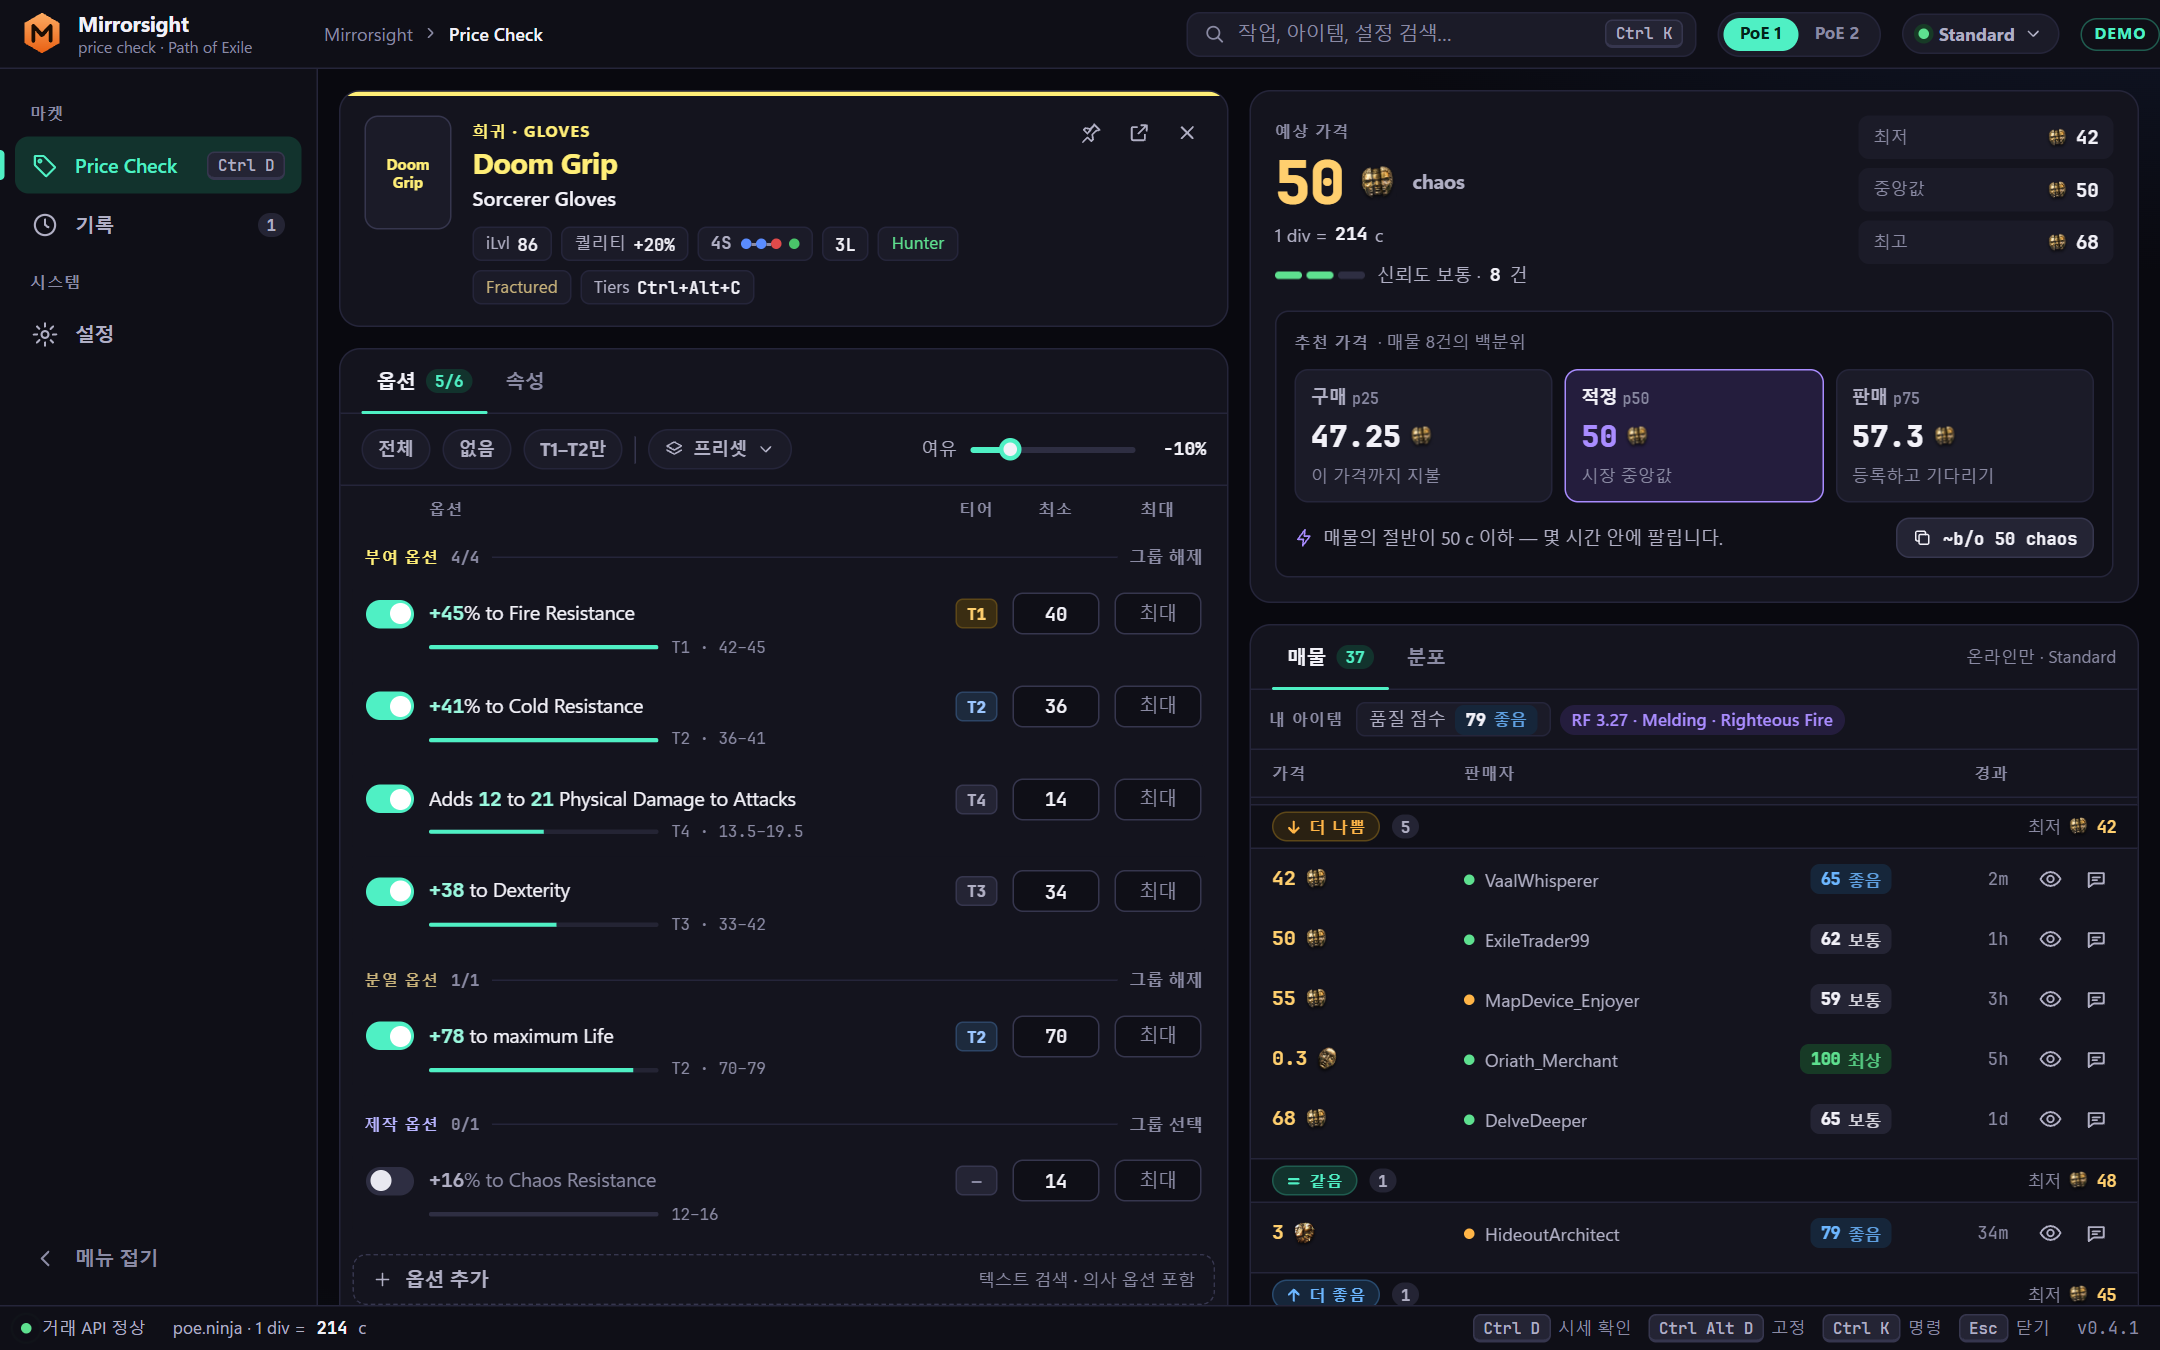 Mirrorsight
price check · Path of Exile
Mirrorsight > Price Check
작업, 아이템, 설정 검색... Ctrl K
PoE 1 PoE 2
Standard
DEMO
마켓
Price Check Ctrl D
기록 1
시스템
설정
메뉴 접기
Doom
Grip
희귀 · GLOVES
Doom Grip
Sorcerer Gloves
iLvl 86 퀄리티 +20% 4S 3L Hunter
Fractured Tiers Ctrl+Alt+C
옵션 5/6 속성
전체 없음 T1–T2만 프리셋 여유 -10%
옵션 티어 최소 최대
부여 옵션 4/4 그룹 해제
+45% to Fire Resistance T1 40 최대
T1 · 42–45
+41% to Cold Resistance T2 36 최대
T2 · 36–41
Adds 12 to 21 Physical Damage to Attacks T4 14 최대
T4 · 13.5–19.5
+38 to Dexterity T3 34 최대
T3 · 33–42
분열 옵션 1/1 그룹 해제
+78 to maximum Life T2 70 최대
T2 · 70–79
제작 옵션 0/1 그룹 선택
+16% to Chaos Resistance – 14 최대
12–16
+ 옵션 추가 텍스트 검색 · 의사 옵션 포함
예상 가격
50 chaos
1 div = 214 c
신뢰도 보통 · 8 건
최저 42
중앙값 50
최고 68
추천 가격 · 매물 8건의 백분위
구매 p25
47.25
이 가격까지 지불
적정 p50
50
시장 중앙값
판매 p75
57.3
등록하고 기다리기
매물의 절반이 50 c 이하 — 몇 시간 안에 팔립니다.
~b/o 50 chaos
매물 37 분포 온라인만 · Standard
내 아이템 품질 점수 79 좋음 RF 3.27 · Melding · Righteous Fire
가격 판매자 경과
↓ 더 나쁨 5 최저 42
42 VaalWhisperer 65 좋음 2m
50 ExileTrader99 62 보통 1h
55 MapDevice_Enjoyer 59 보통 3h
0.3 Oriath_Merchant 100 최상 5h
68 DelveDeeper 65 보통 1d
= 같음 1 최저 48
3 HideoutArchitect 79 좋음 34m
↑ 더 좋음 1 최저 45
거래 API 정상 poe.ninja · 1 div = 214 c
Ctrl D 시세 확인 Ctrl Alt D 고정 Ctrl K 명령 Esc 닫기 v0.4.1